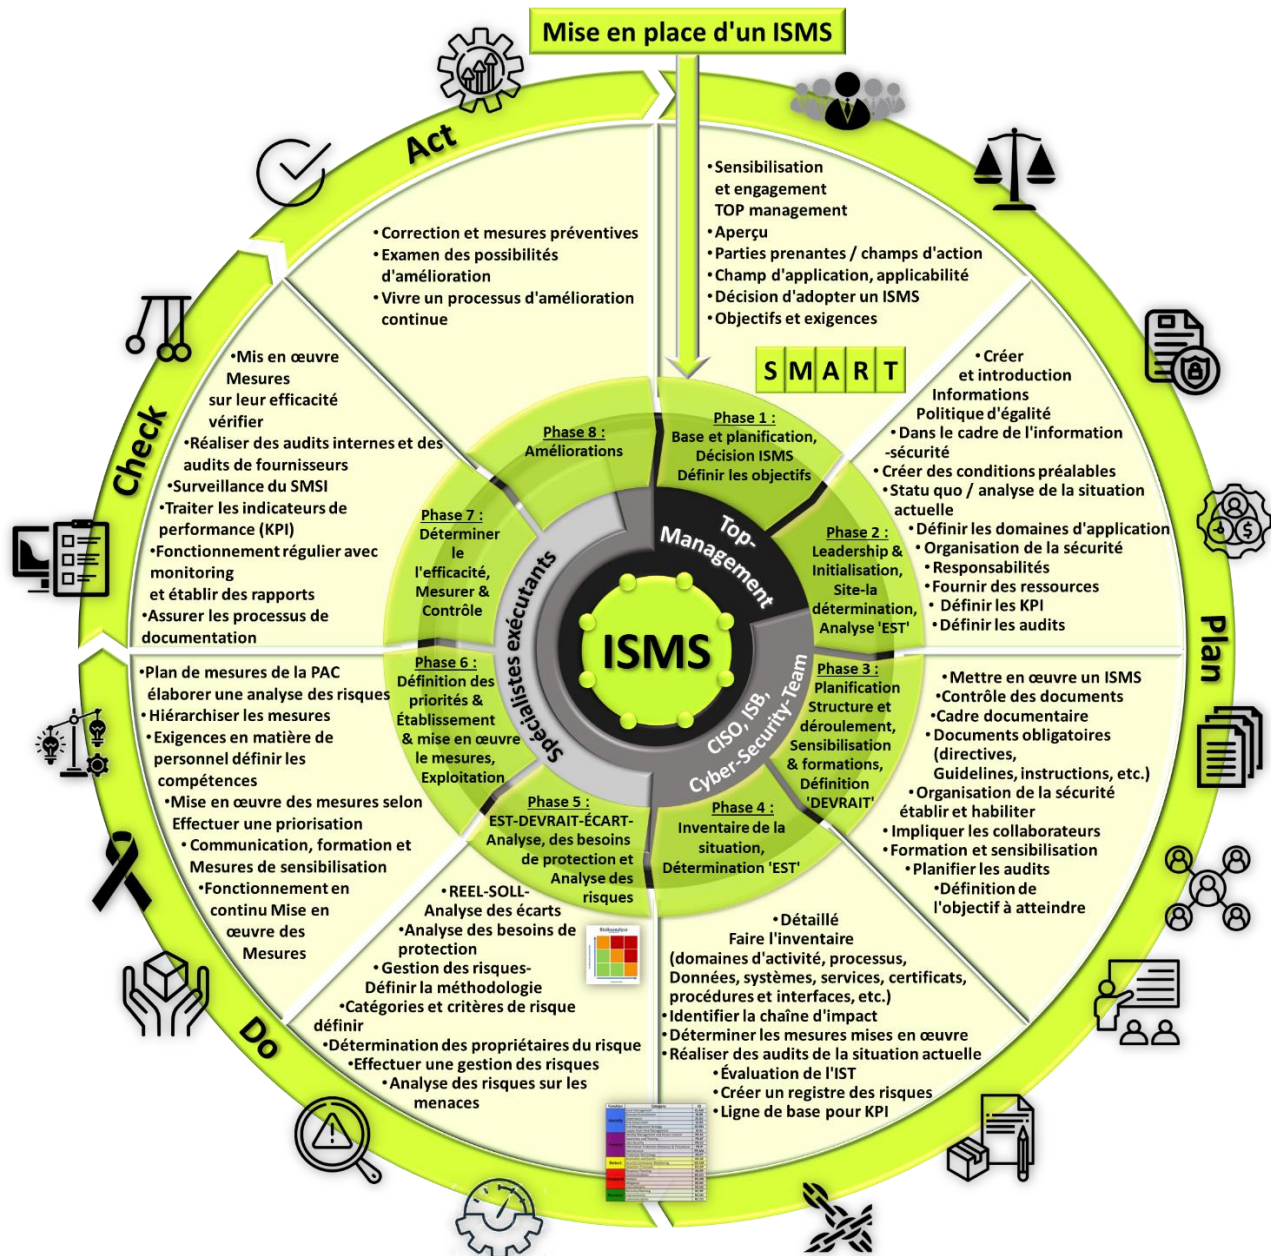 Mise en place d'un ISMS
Act
Plan
Do
Check
•Sensibilisation
et engagement
TOP management
•Aperçu
•Parties prenantes / champs d'action
•Champ d'application, applicabilité
•Décision d'adopter un ISMS
•Objectifs et exigences
S M A R T
•Créer
et introduction
Informations
Politique d'égalité
•Dans le cadre de l'information
-sécurité
•Créer des conditions préalables
•Statu quo / analyse de la situation
actuelle
•Définir les domaines d'application
•Organisation de la sécurité
•Responsabilités
•Fournir des ressources
•Définir les KPI
•Définir les audits
•Mettre en œuvre un ISMS
•Contrôle des documents
•Cadre documentaire
•Documents obligatoires
(directives,
Guidelines, instructions, etc.)
•Organisation de la sécurité
établir et habiliter
•Impliquer les collaborateurs
•Formation et sensibilisation
•Planifier les audits
•Définition de
l'objectif à atteindre
•Détaillé
Faire l'inventaire
(domaines d'activité, processus,
Données, systèmes, services, certificats,
procédures et interfaces, etc.)
•Identifier la chaîne d'impact
•Déterminer les mesures mises en œuvre
•Réaliser des audits de la situation actuelle
•Évaluation de l'IST
•Créer un registre des risques
•Ligne de base pour KPI
•REEL-SOLL-
Analyse des écarts
•Analyse des besoins de
protection
•Gestion des risques-
Définir la méthodologie
•Catégories et critères de risque
définir
•Détermination des propriétaires du risque
•Effectuer une gestion des risques
•Analyse des risques sur les
menaces
•Plan de mesures de la PAC
élaborer une analyse des risques
•Hiérarchiser les mesures
•Exigences en matière de
personnel définir les
compétences
•Mise en œuvre des mesures selon
Effectuer une priorisation
•Communication, formation et
Mesures de sensibilisation
•Fonctionnement en
continu Mise en
œuvre des
Mesures
•Mis en œuvre
Mesures
sur leur efficacité
vérifier
•Réaliser des audits internes et des
audits de fournisseurs
•Surveillance du SMSI
•Traiter les indicateurs de
performance (KPI)
•Fonctionnement régulier avec
monitoring
et établir des rapports
•Assurer les processus de
documentation
•Correction et mesures préventives
•Examen des possibilités
d'amélioration
•Vivre un processus d'amélioration
continue
Phase 1 :
Base et planification,
Décision ISMS
Définir les objectifs
Phase 2 :
Leadership &
Initialisation,
Site-la
détermination,
Analyse 'EST'
Phase 3 :
Planification
Structure et
déroulement,
Sensibilisation
& formations,
Définition
'DEVRAIT'
Phase 4 :
Inventaire de la
situation,
Détermination 'EST'
Phase 5 :
EST-DEVRAIT-ÉCART-
Analyse, des besoins
de protection et
Analyse des
risques
Phase 6 :
Définition des
priorités &
Établissement
& mise en œuvre
le mesures,
Exploitation
Phase 7 :
Déterminer
le
l'efficacité,
Mesurer &
Contrôle
Phase 8 :
Améliorations
Top-
Management
CISO, ISB,
Cyber-Security-Team
Spécialistes exécutants
ISMS
Function Category ID